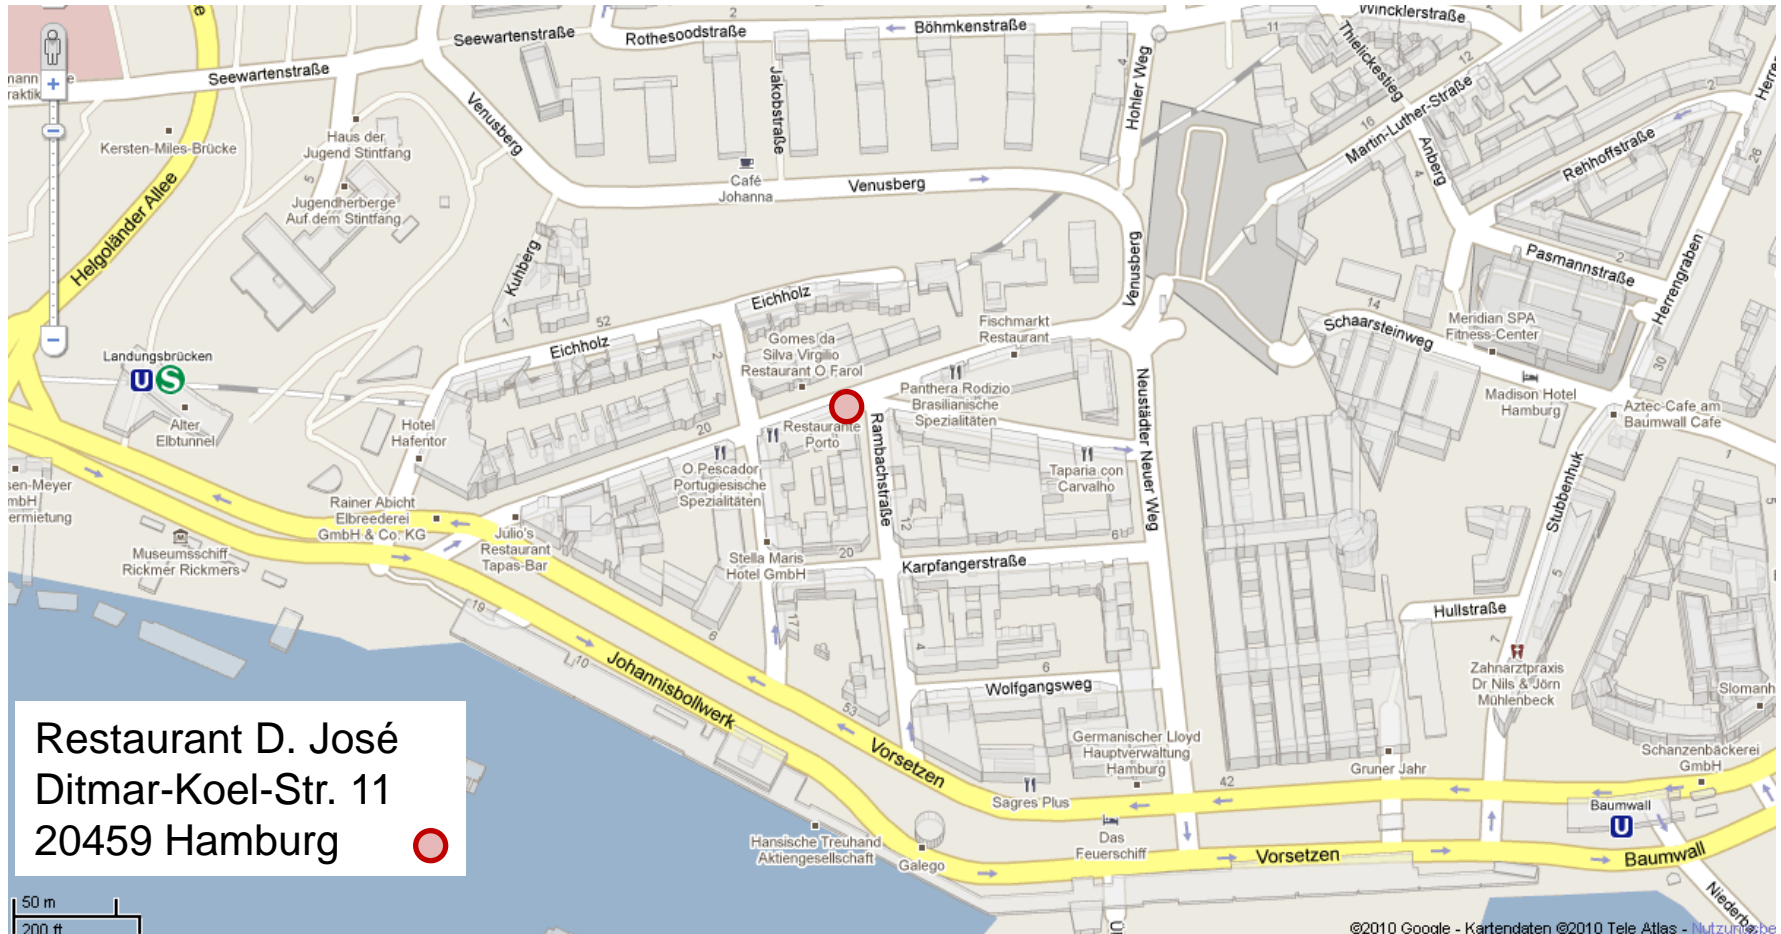 Wincklerstraße
Böhmkenstraße
Seewartenstraße
Rothesoodstraße
Thielickestieg
Seewartenstraße
Jakobstraße
Hohler Weg
Martin-Luther-Straße
Venusberg
Haus der
Jugend Stintfang
Kersten-Miles-Brücke
Anberg
Rehhoffstraße
Café
Johanna
Venusberg
Jugendherberge
Auf dem Stintfang
Helgoländer Allee
Kuhberg
Venusberg
Pasmannstraße
Herrengraben
Eichholz
Fischmarkt
Restaurant
Schaarsteinweg
Meridian SPA
Fitness-Center
Eichholz
Gomes da
Silva Virgilio
Restaurant O Farol
Landungsbrücken
U S
Panthera Rodizio
Brasilianische
Spezialitäten
Madison Hotel
Hamburg
Aztec-Cafe am
Baumwall Cafe
Alter
Elbtunnel
Hotel
Hafentor
Restaurante
Porto
Rambachstraße
Neustädter Neuer Weg
O Pescador
Portugiesische
Spezialitäten
Taparia con
Carvalho
Stubbenhuk
sen-Meyer
mbH
ermietung
Rainer Abicht
Elbreederei
GmbH & Co. KG
Julio's
Restaurant
Tapas-Bar
Museumsschiff
Rickmer Rickmers
Stella Maris
Hotel GmbH
Karpfangerstraße
Hullstraße
Johannisbollwerk
Wolfgangsweg
Zahnarztpraxis
Dr Nils & Jörn
Mühlenbeck
Slomanh
Vorsetzen
Germanischer Lloyd
Hauptverwaltung
Hamburg
Gruner Jahr
Schanzenbäckerei
GmbH
Sagres Plus
Baumwall
U
Restaurant D. José
Ditmar-Koel-Str. 11
20459 Hamburg
Hansische Treuhand
Aktiengesellschaft
Galego
Das
Feuerschiff
Vorsetzen
Baumwall
50 m
200 ft
©2010 Google - Kartendaten ©2010 Tele Atlas -